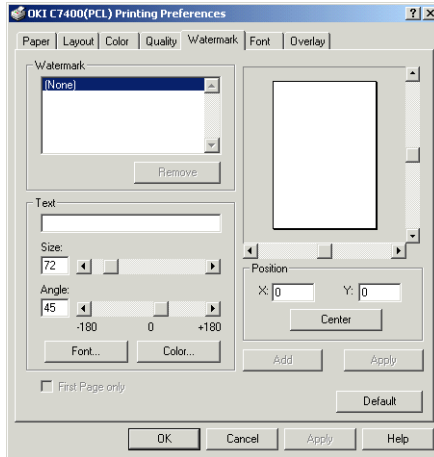 OKI C7400(PCL) Printing Preferences
Paper Layout Color Quality Watermark Font Overlay
Watermark
(None)
Remove
Text
Size:
72
Angle:
45
-180 0 +180
Font... Color...
First Page only
Position
X: 0 Y: 0
Center
Add Apply
Default
OK Cancel Apply Help